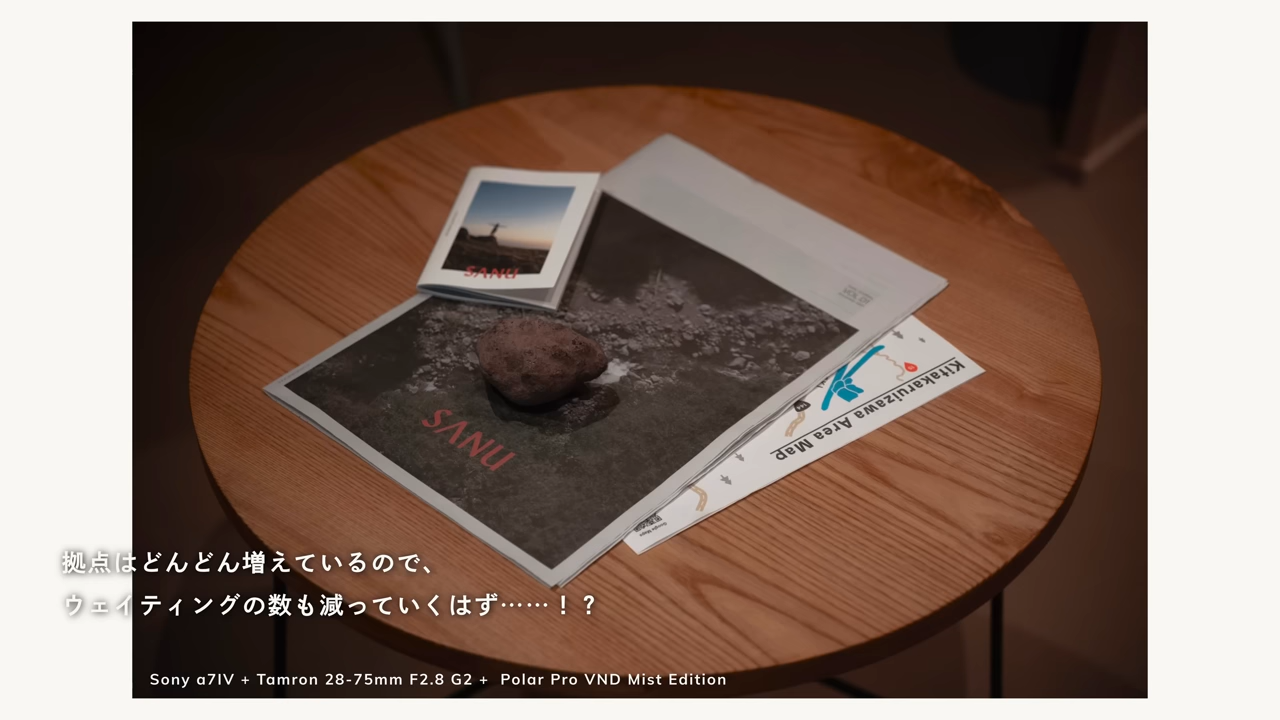 SANU
SANU
Kitakaruizawa Area Map
拠点はどんどん増えているので、
ウェイティングの数も減っていくはず……！？
Sony a7IV + Tamron 28-75mm F2.8 G2 + Polar Pro VND Mist Edition